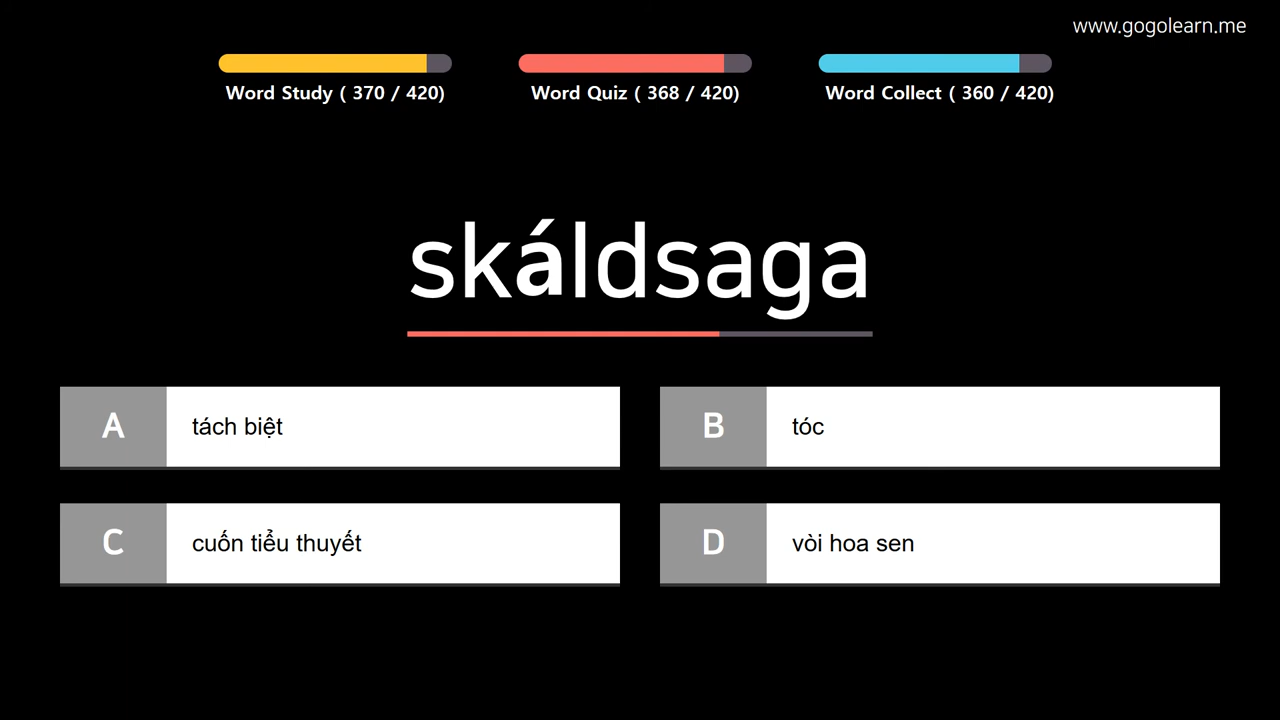 www.gogolearn.me
Word Study ( 370 / 420)
Word Quiz ( 368 / 420)
Word Collect ( 360 / 420)
skáldsaga
A tách biệt
B tóc
C cuốn tiểu thuyết
D vòi hoa sen